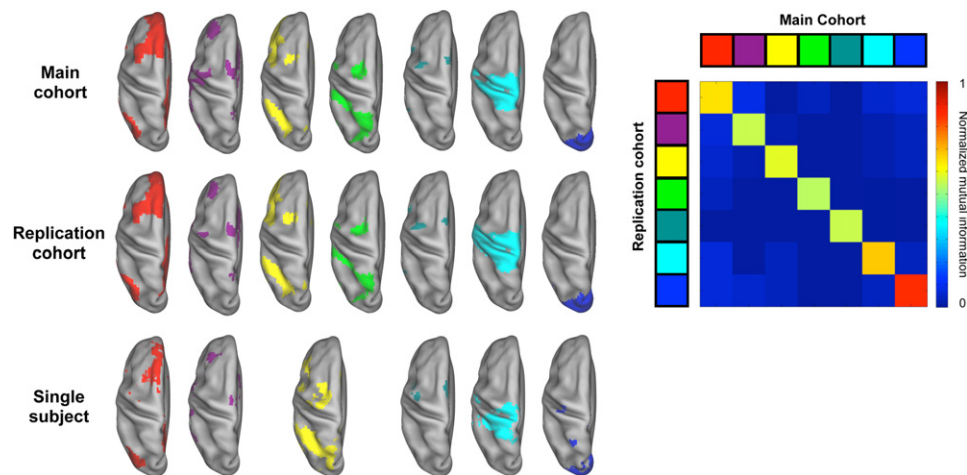 Main
cohort
Replication
cohort
Single
subject
Main Cohort
Replication cohort
1
Normalized mutual information
0